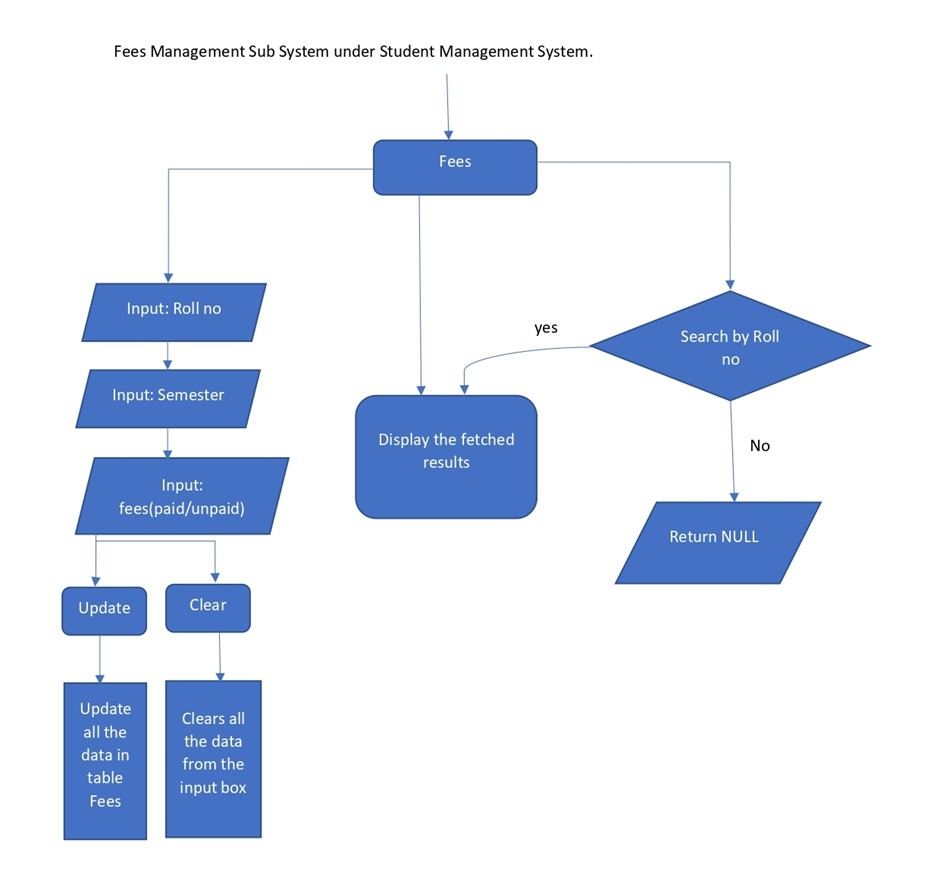 Fees Management Sub System under Student Management System.
Fees
Input: Roll no
Input: Semester
Input:
fees(paid/unpaid)
Update
Clear
Update
all the
data in
table
Fees
Clears all
the data
from the
input box
Display the fetched
results
yes
Search by Roll
no
No
Return NULL